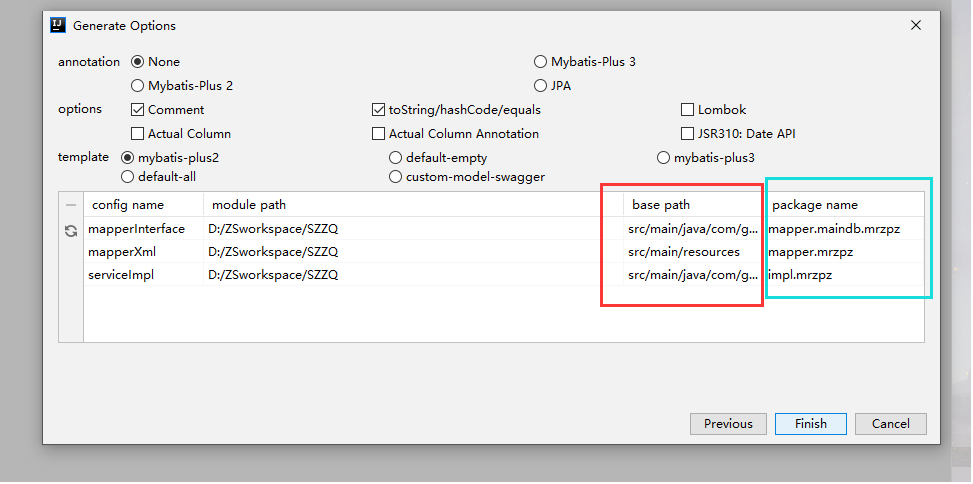 IJ Generate Options
annotation None Mybatis-Plus 3
Mybatis-Plus 2 JPA
options Comment toString/hashCode/equals Lombok
Actual Column Actual Column Annotation JSR310: Date API
template mybatis-plus2 default-empty mybatis-plus3
default-all custom-model-swagger
config name module path base path package name
mapperInterface D:/ZSworkspace/SZZQ src/main/java/com/g... mapper.maindb.mrzpz
mapperXml D:/ZSworkspace/SZZQ src/main/resources mapper.mrzpz
serviceImpl D:/ZSworkspace/SZZQ src/main/java/com/g... impl.mrzpz
Previous Finish Cancel